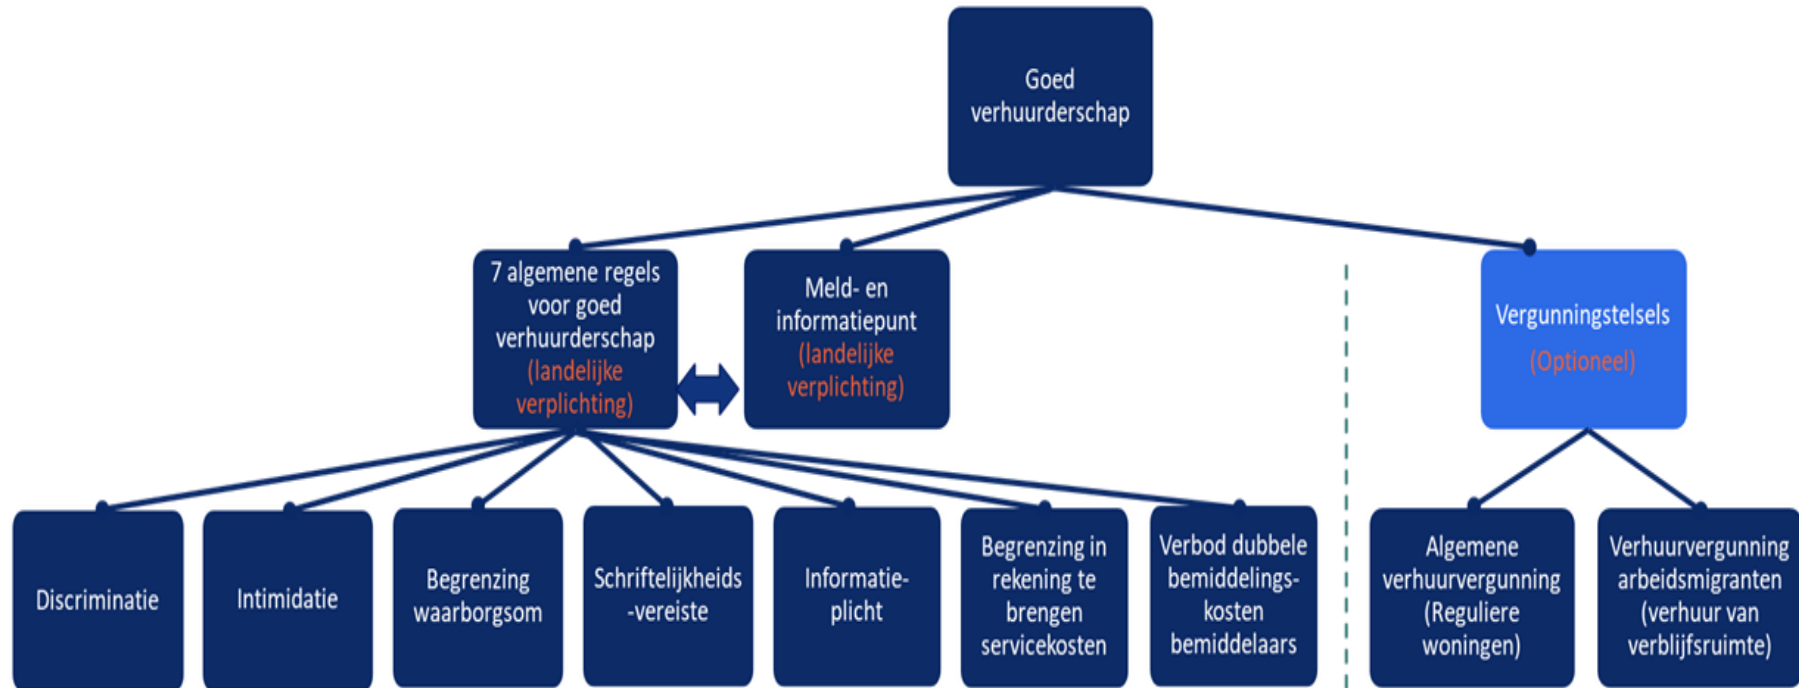 Goed
verhuurderschap
7 algemene regels
voor goed
verhuurderschap
(landelijke
verplichting)
Meld- en
informatiepunt
(landelijke
verplichting)
Vergunningstelsels
(Optioneel)
Discriminatie
Intimidatie
Begrenzing
waarborgsom
Schriftelijkheids
-vereiste
Informatie-
plicht
Begrenzing in
rekening te
brengen
servicekosten
Verbod dubbele
bemiddelings-
kosten
bemiddelaars
Algemene
verhuurvergunning
(Reguliere
woningen)
Verhuurvergunning
arbeidsmigranten
(verhuur van
verblijfsruimte)